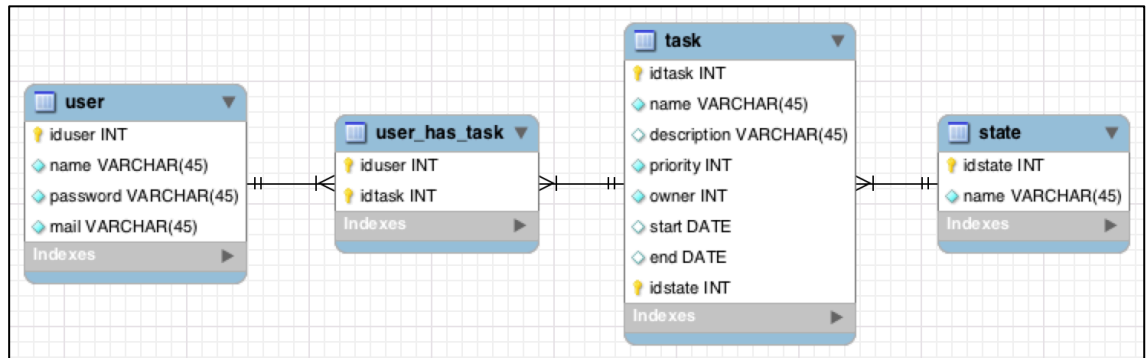 user
iduser INT
name VARCHAR(45)
password VARCHAR(45)
mail VARCHAR(45)
Indexes
user_has_task
iduser INT
idtask INT
Indexes
task
idtask INT
name VARCHAR(45)
description VARCHAR(45)
priority INT
owner INT
start DATE
end DATE
idstate INT
Indexes
state
idstate INT
name VARCHAR(45)
Indexes